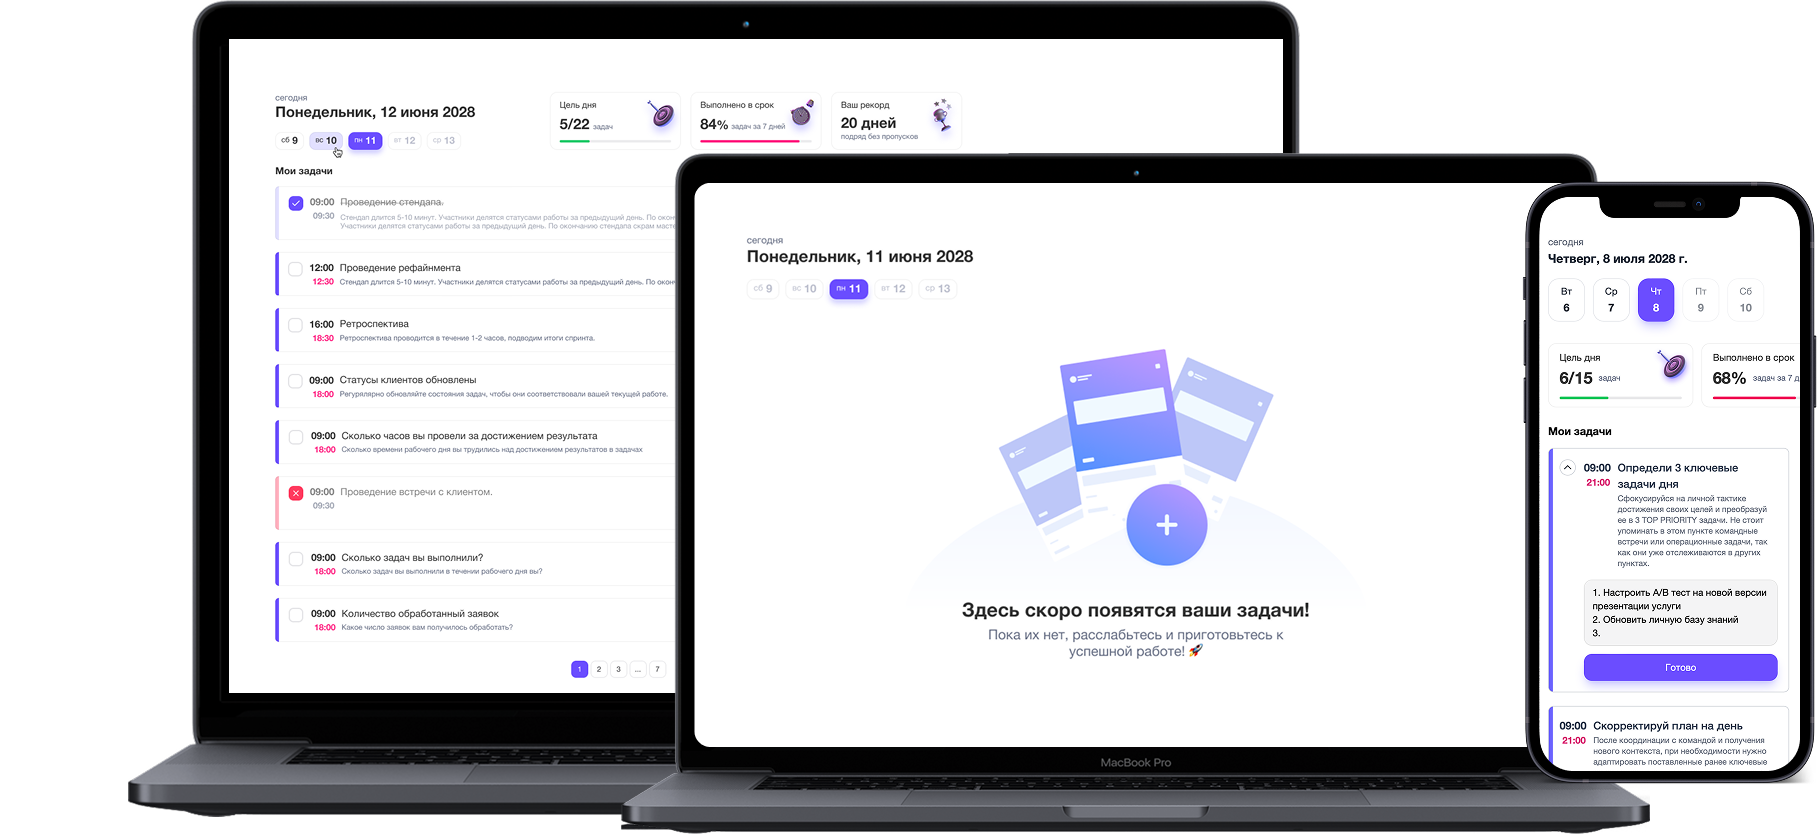 сегодня
Понедельник, 12 июня 2028
сб 9
вс 10
пн 11
вт 12
ср 13
Цель дня
5/22 задач
Выполнено в срок
84% задач за 7 дней
Ваш рекорд
20 дней
подряд без пропусков
Мои задачи
09:00 Проведение стендапа.
09:30 Стендап длится 5-10 минут. Участники делятся статусами работы за предыдущий день. По
Участники делятся статусами работы за предыдущий день. По окончанию стендапа скрам
12:00 Проведение рефайнмента
12:30 Стендап длится 5-10 минут. Участники делятся статусами работы за предыдущий день. По
16:00 Ретроспектива
18:30 Ретроспектива проводится в течение 1-2 часов, подводим итоги спринта.
09:00 Статусы клиентов обновлены
18:00 Регурялярно обновляйте состояния задач, чтобы они соответствовали вашей текущей работе.
09:00 Сколько часов вы провели за достижением результата
18:00 Сколько времени рабочего дня вы трудились над достижением результатов в задачах
09:00 Проведение встречи с клиентом.
09:30
09:00 Сколько задач вы выполнили?
18:00 Сколько задач вы выполнили в течении рабочего дня вы?
09:00 Количество обработанный заявок
18:00 Какое число заявок вам получилось обработать?
1 2 3 ... 7
сегодня
Понедельник, 11 июня 2028
сб 9
вс 10
пн 11
вт 12
ср 13
Здесь скоро появятся ваши задачи!
Пока их нет, расслабьтесь и приготовьтесь к
успешной работе! 🚀
MacBook Pro
сегодня
Четверг, 8 июля 2028 г.
Вт Ср Чт Пт Сб
6 7 8 9 10
Цель дня
6/15 задач
Выполнено в срок
68% задач за 7 д
Мои задачи
09:00 Определи 3 ключевые
21:00 задачи дня
Сфокусируйся на личной тактике
достижения своих целей и преобразуй
ее в 3 TOP PRIORITY задачи. Не стоит
упоминать в этом пункте командные
встречи или операционные задачи, так
как они уже отслеживаются в других
пунктах.
1. Настроить А/В тест на новой версии
презентации услуги
2. Обновить личную базу знаний
3.
Готово
09:00 Скорректируй план на день
21:00 После координации с командой и получения
нового контекста, при необходимости нужно
адаптировать поставленные ранее ключевые